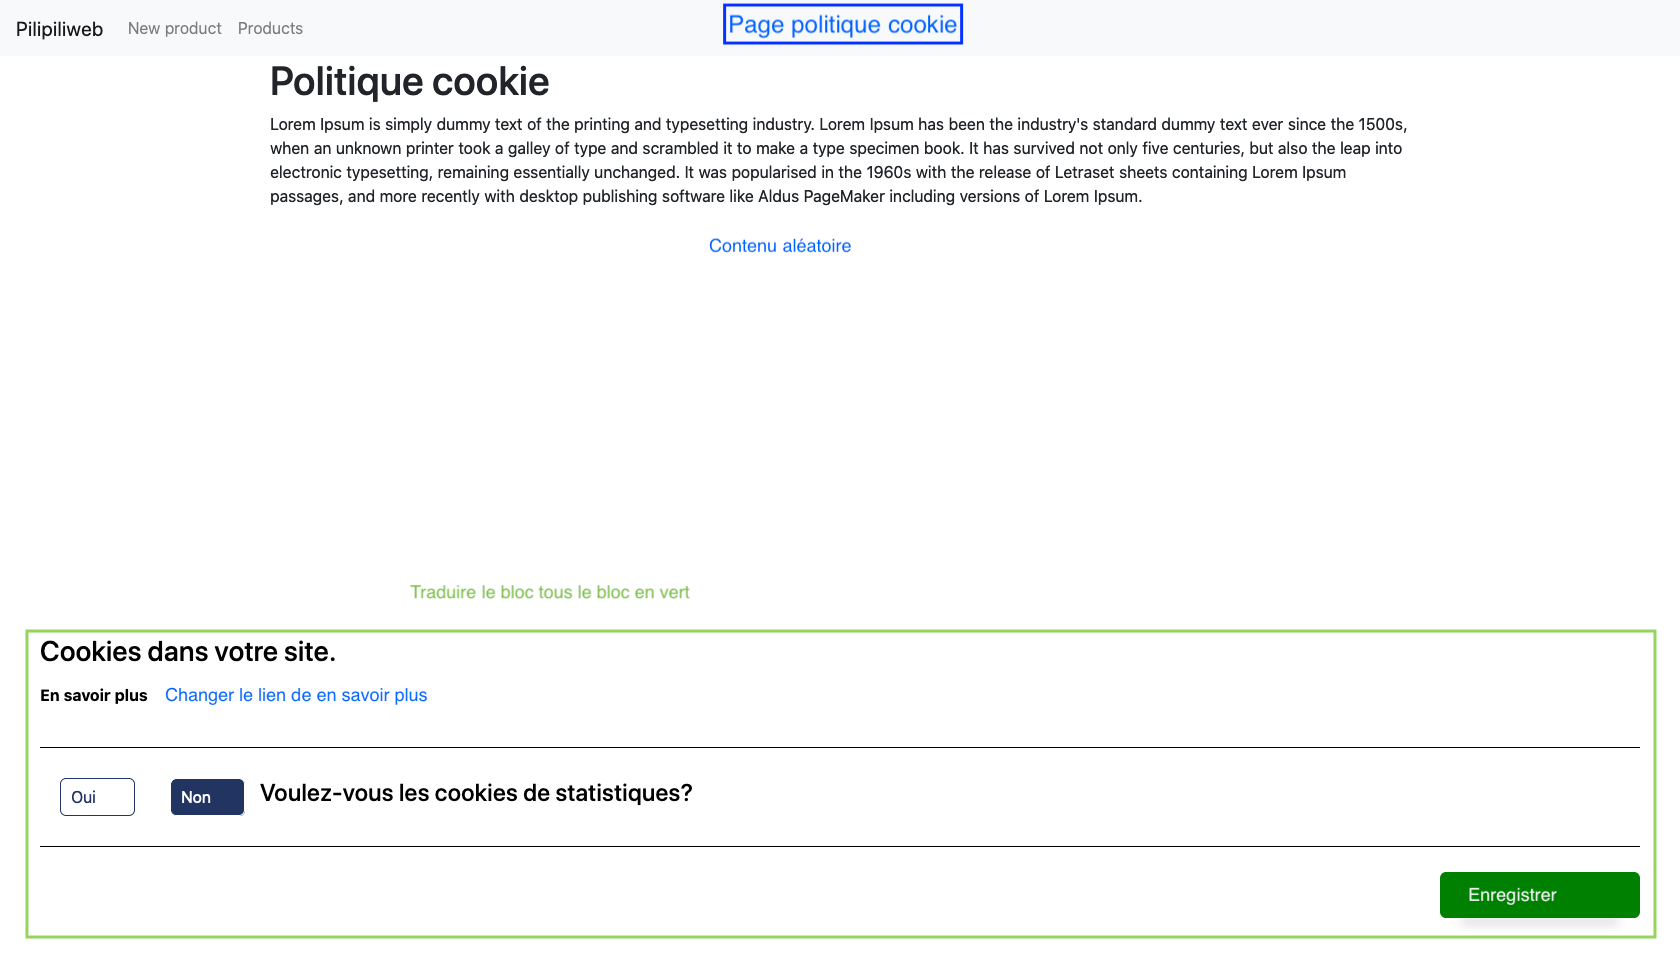 Pilipiliweb New product Products
Page politique cookie
Politique cookie
Lorem Ipsum is simply dummy text of the printing and typesetting industry. Lorem Ipsum has been the industry's standard dummy text ever since the 1500s,
when an unknown printer took a galley of type and scrambled it to make a type specimen book. It has survived not only five centuries, but also the leap into
electronic typesetting, remaining essentially unchanged. It was popularised in the 1960s with the release of Letraset sheets containing Lorem Ipsum
passages, and more recently with desktop publishing software like Aldus PageMaker including versions of Lorem Ipsum.
Contenu aléatoire
Traduire le bloc tous le bloc en vert
Cookies dans votre site.
En savoir plus Changer le lien de en savoir plus
Oui Non Voulez-vous les cookies de statistiques?
Enregistrer